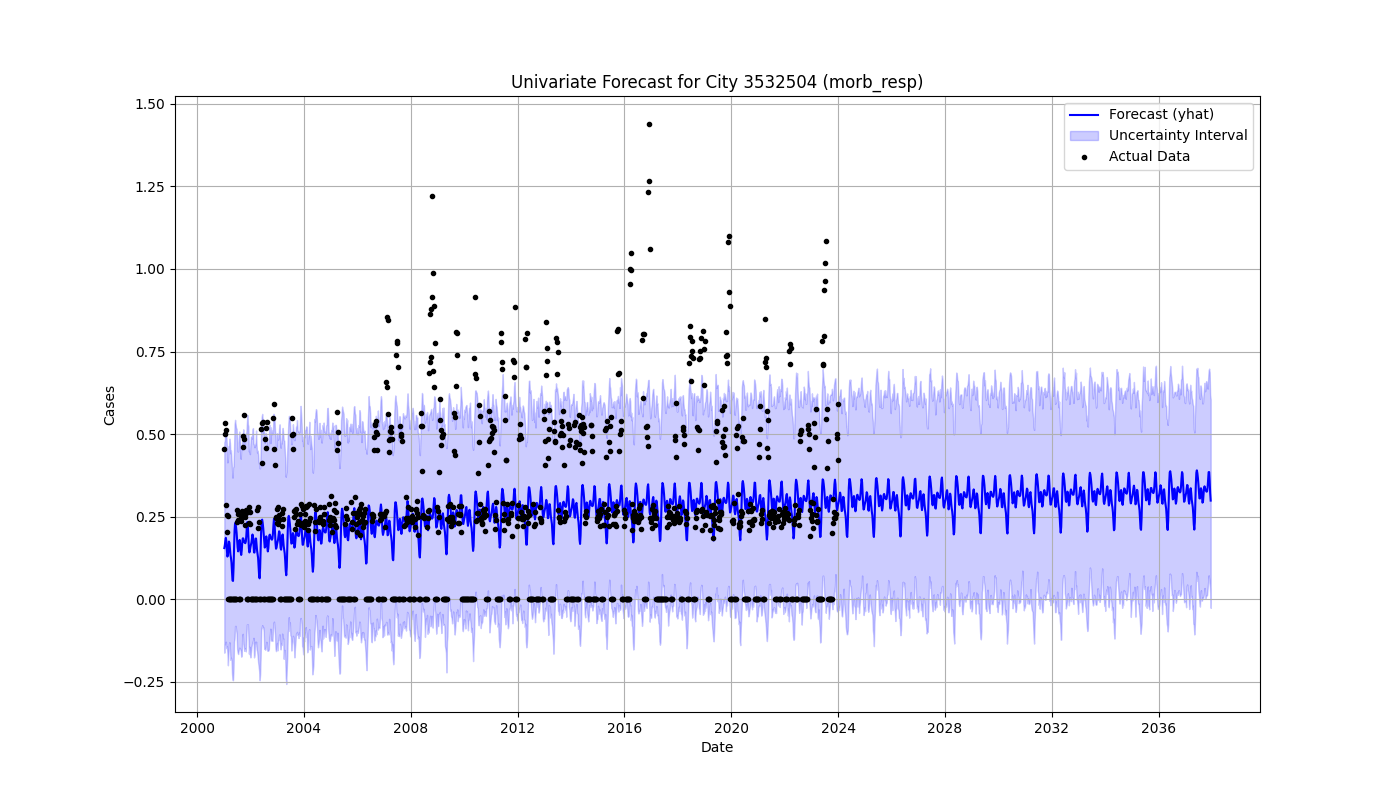 Univariate Forecast for City 3532504 (morb_resp)
Forecast (yhat)
Uncertainty Interval
Actual Data
Cases
1.50
1.25
1.00
0.75
0.50
0.25
0.00
−0.25
2000 2004 2008 2012 2016 2020 2024 2028 2032 2036
Date